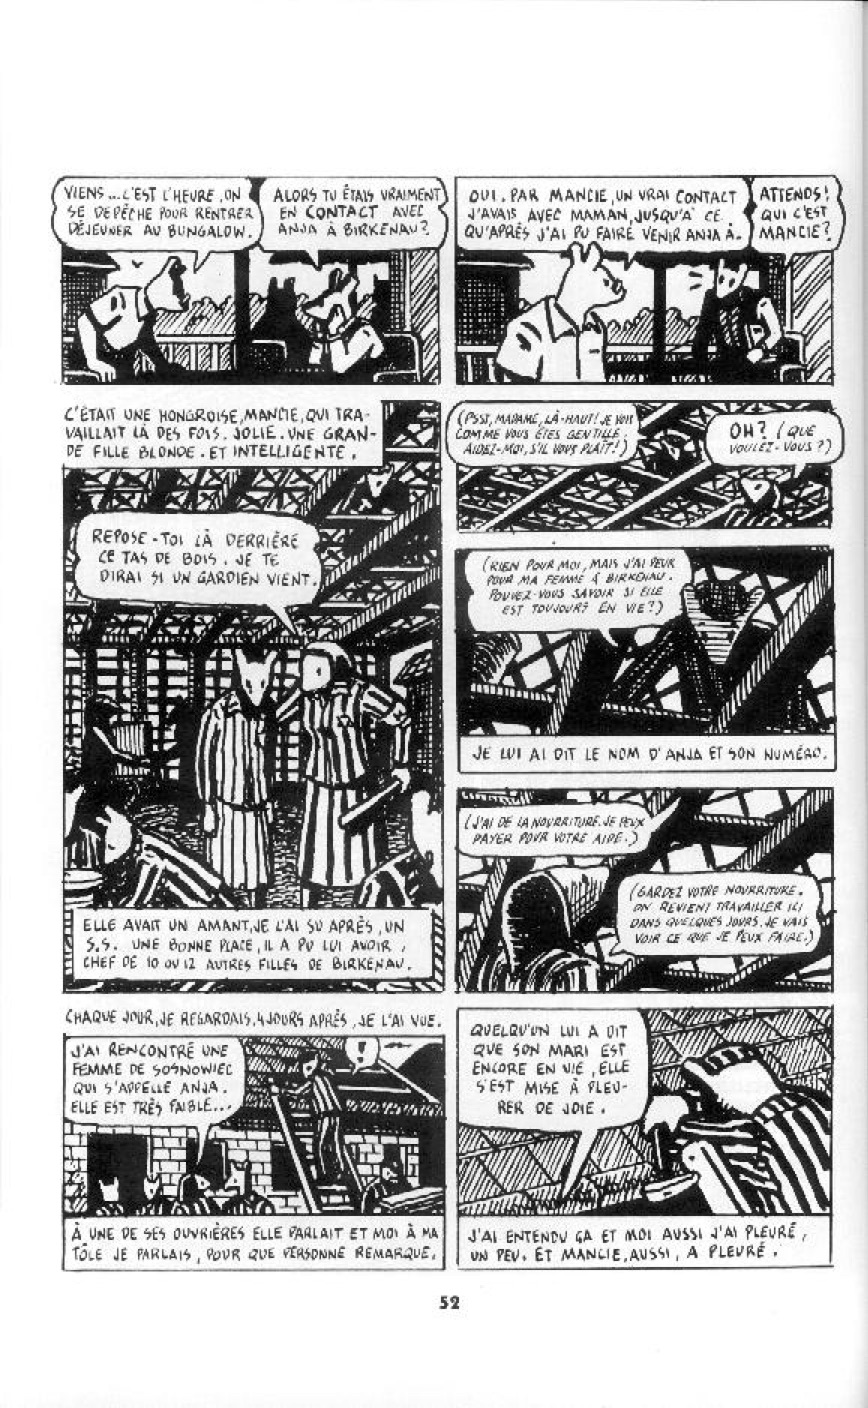 VIENS... C'EST L'HEURE, ON
SE DEPÊCHE POUR RENTRER
DÉJEUNER AU BUNGALOW.
ALORS TU ÉTAIS VRAIMENT
EN CONTACT AVEC
ANJA À BIRKENAU?
OUI. PAR MANCIE, UN VRAI CONTACT
J'AVAIS AVEC MAMAN, JUSQU'À CE
QU'APRÈS J'AI PU FAIRE VENIR ANJA À.
ATTENDS!
QUI C'EST
MANCIE?
C'ÉTAIT UNE HONGROISE, MANCIE, QUI TRA-
VAILLAIT LÀ DES FOIS. JOLIE. UNE GRAN-
DE FILLE BLONDE. ET INTELLIGENTE.
REPOSE-TOI LÀ DERRIÈRE
CE TAS DE BOIS. JE TE
DIRAI SI UN GARDIEN VIENT.
ELLE AVAIT UN AMANT, JE L'AI SU APRÈS, UN
S.S. UNE BONNE PLACE, IL A PU LUI AVOIR,
CHEF DE 10 OU 12 AUTRES FILLES DE BIRKENAU.
(PSST, MADAME, LÀ-HAUT! JE VOIS
COMME VOUS ÊTES GENTILLE.
AIDEZ-MOI, S'IL VOUS PLAÎT!)
OH? (QUE
VOULEZ-VOUS?)
(RIEN POUR MOI, MAIS J'AI PEUR
POUR MA FEMME À BIRKENAU.
POUVEZ-VOUS SAVOIR SI ELLE
EST TOUJOURS EN VIE?)
JE LUI AI DIT LE NOM D'ANJA ET SON NUMÉRO.
(J'AI DE LA NOURRITURE. JE PEUX
PAYER POUR VOTRE AIDE.)
(GARDEZ VOTRE NOURRITURE.
ON REVIENT TRAVAILLER ICI
DANS QUELQUES JOURS. JE VAIS
VOIR CE QUE JE PEUX FAIRE.)
CHAQUE JOUR, JE REGARDAIS, 4 JOURS APRÈS, JE L'AI VUE.
J'AI RENCONTRÉ UNE
FEMME DE SOSNOWIEC
QUI S'APPELLE ANJA.
ELLE EST TRÈS FAIBLE...
!
À UNE DE SES OUVRIÈRES ELLE PARLAIT ET MOI À MA
TÔLE JE PARLAIS, POUR QUE PERSONNE REMARQUE.
QUELQU'UN LUI A DIT
QUE SON MARI EST
ENCORE EN VIE, ELLE
S'EST MISE À PLEU-
RER DE JOIE.
J'AI ENTENDU ÇA ET MOI AUSSI J'AI PLEURÉ,
UN PEU. ET MANCIE, AUSSI, A PLEURÉ.
52